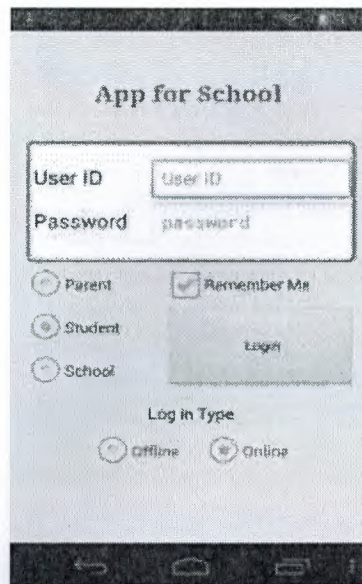 App for School
User ID User ID
Password password
Parent Remember Me
Student
Login
School
Log in Type
Offline Online